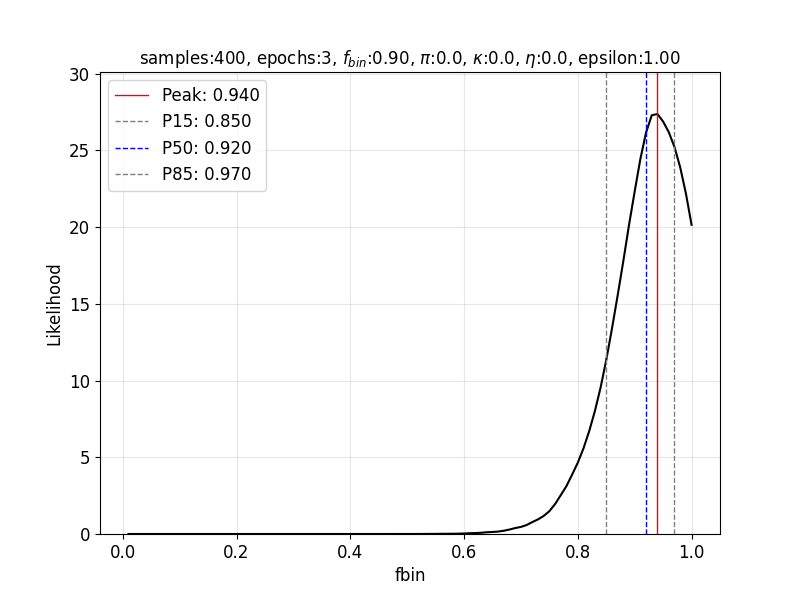 samples:400, epochs:3, f_bin:0.90, π:0.0, κ:0.0, η:0.0, epsilon:1.00
Peak: 0.940
P15: 0.850
P50: 0.920
P85: 0.970
30
25
20
15
10
5
0
Likelihood
0.0 0.2 0.4 0.6 0.8 1.0
fbin